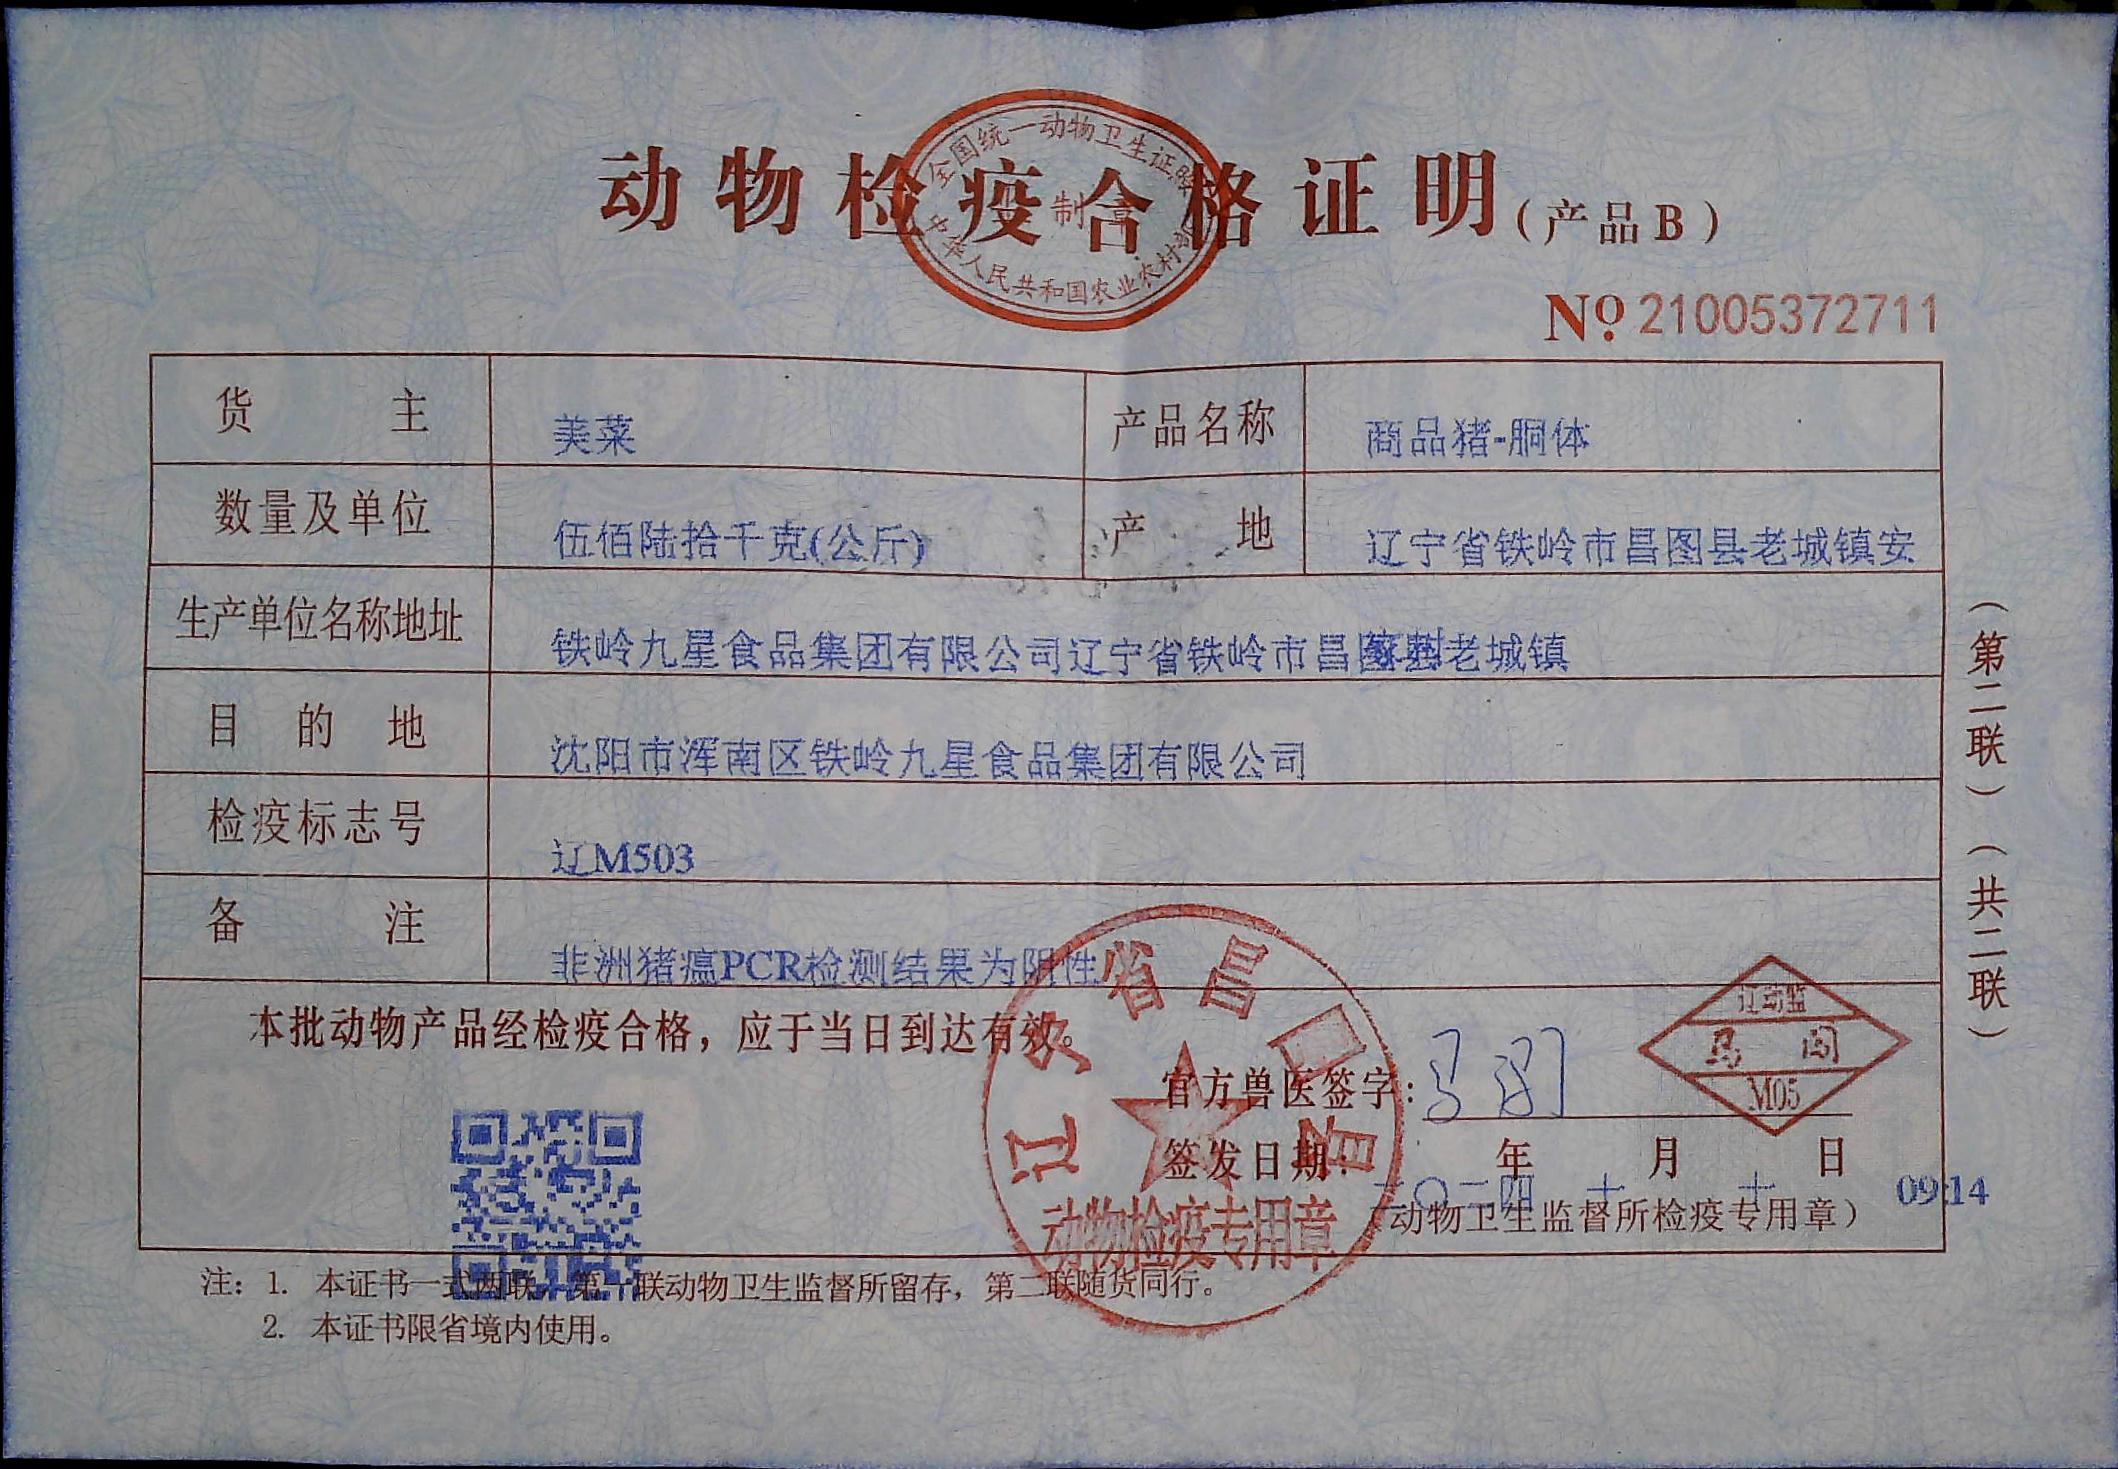 动物检疫合格证明(产品B)
全国统一动物卫生证
制
中华人民共和国农业农村部
№ 21005372711
货主 美菜 产品名称 商品猪-胴体
数量及单位 伍佰陆拾千克(公斤) 产地 辽宁省铁岭市昌图县老城镇安
生产单位名称地址 铁岭九星食品集团有限公司辽宁省铁岭市昌图县老城镇
目的地 沈阳市浑南区铁岭九星食品集团有限公司
检疫标志号 辽M503
备注 非洲猪瘟PCR检测结果为阴性
本批动物产品经检疫合格，应于当日到达有效。
官方兽医签字：
辽动监
M05
签发日期： 二〇二四年十月十日 09:14
（动物卫生监督所检疫专用章）
辽宁省昌图县
动物检疫专用章
注：1. 本证书一式两联，第一联动物卫生监督所留存，第二联随货同行。
2. 本证书限省境内使用。
（第二联）（共二联）